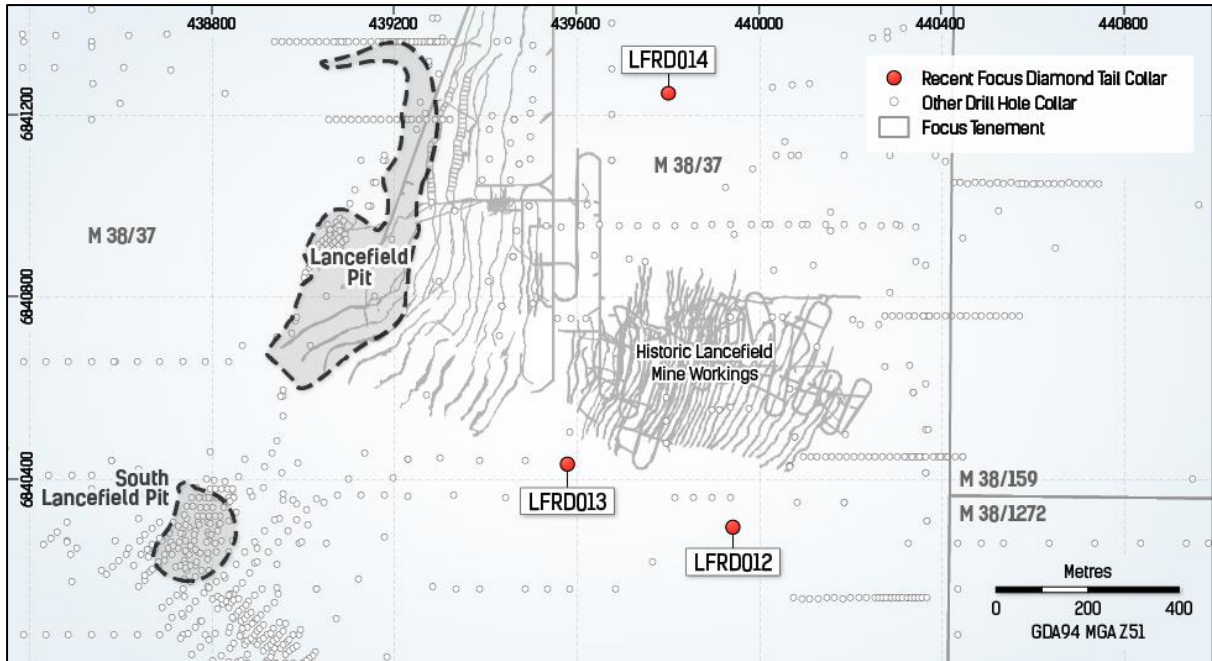 438800
439200
439600
440000
440400
440800
LFRD014
Recent Focus Diamond Tail Collar
Other Drill Hole Collar
Focus Tenement
6841200
M 38/37
M 38/37
Lancefield
Pit
6840800
Historic Lancefield
Mine Workings
South
Lancefield Pit
6840400
M 38/159
LFRD013
M 38/1272
LFRD012
Metres
0
200
400
GDA94 MGA Z51